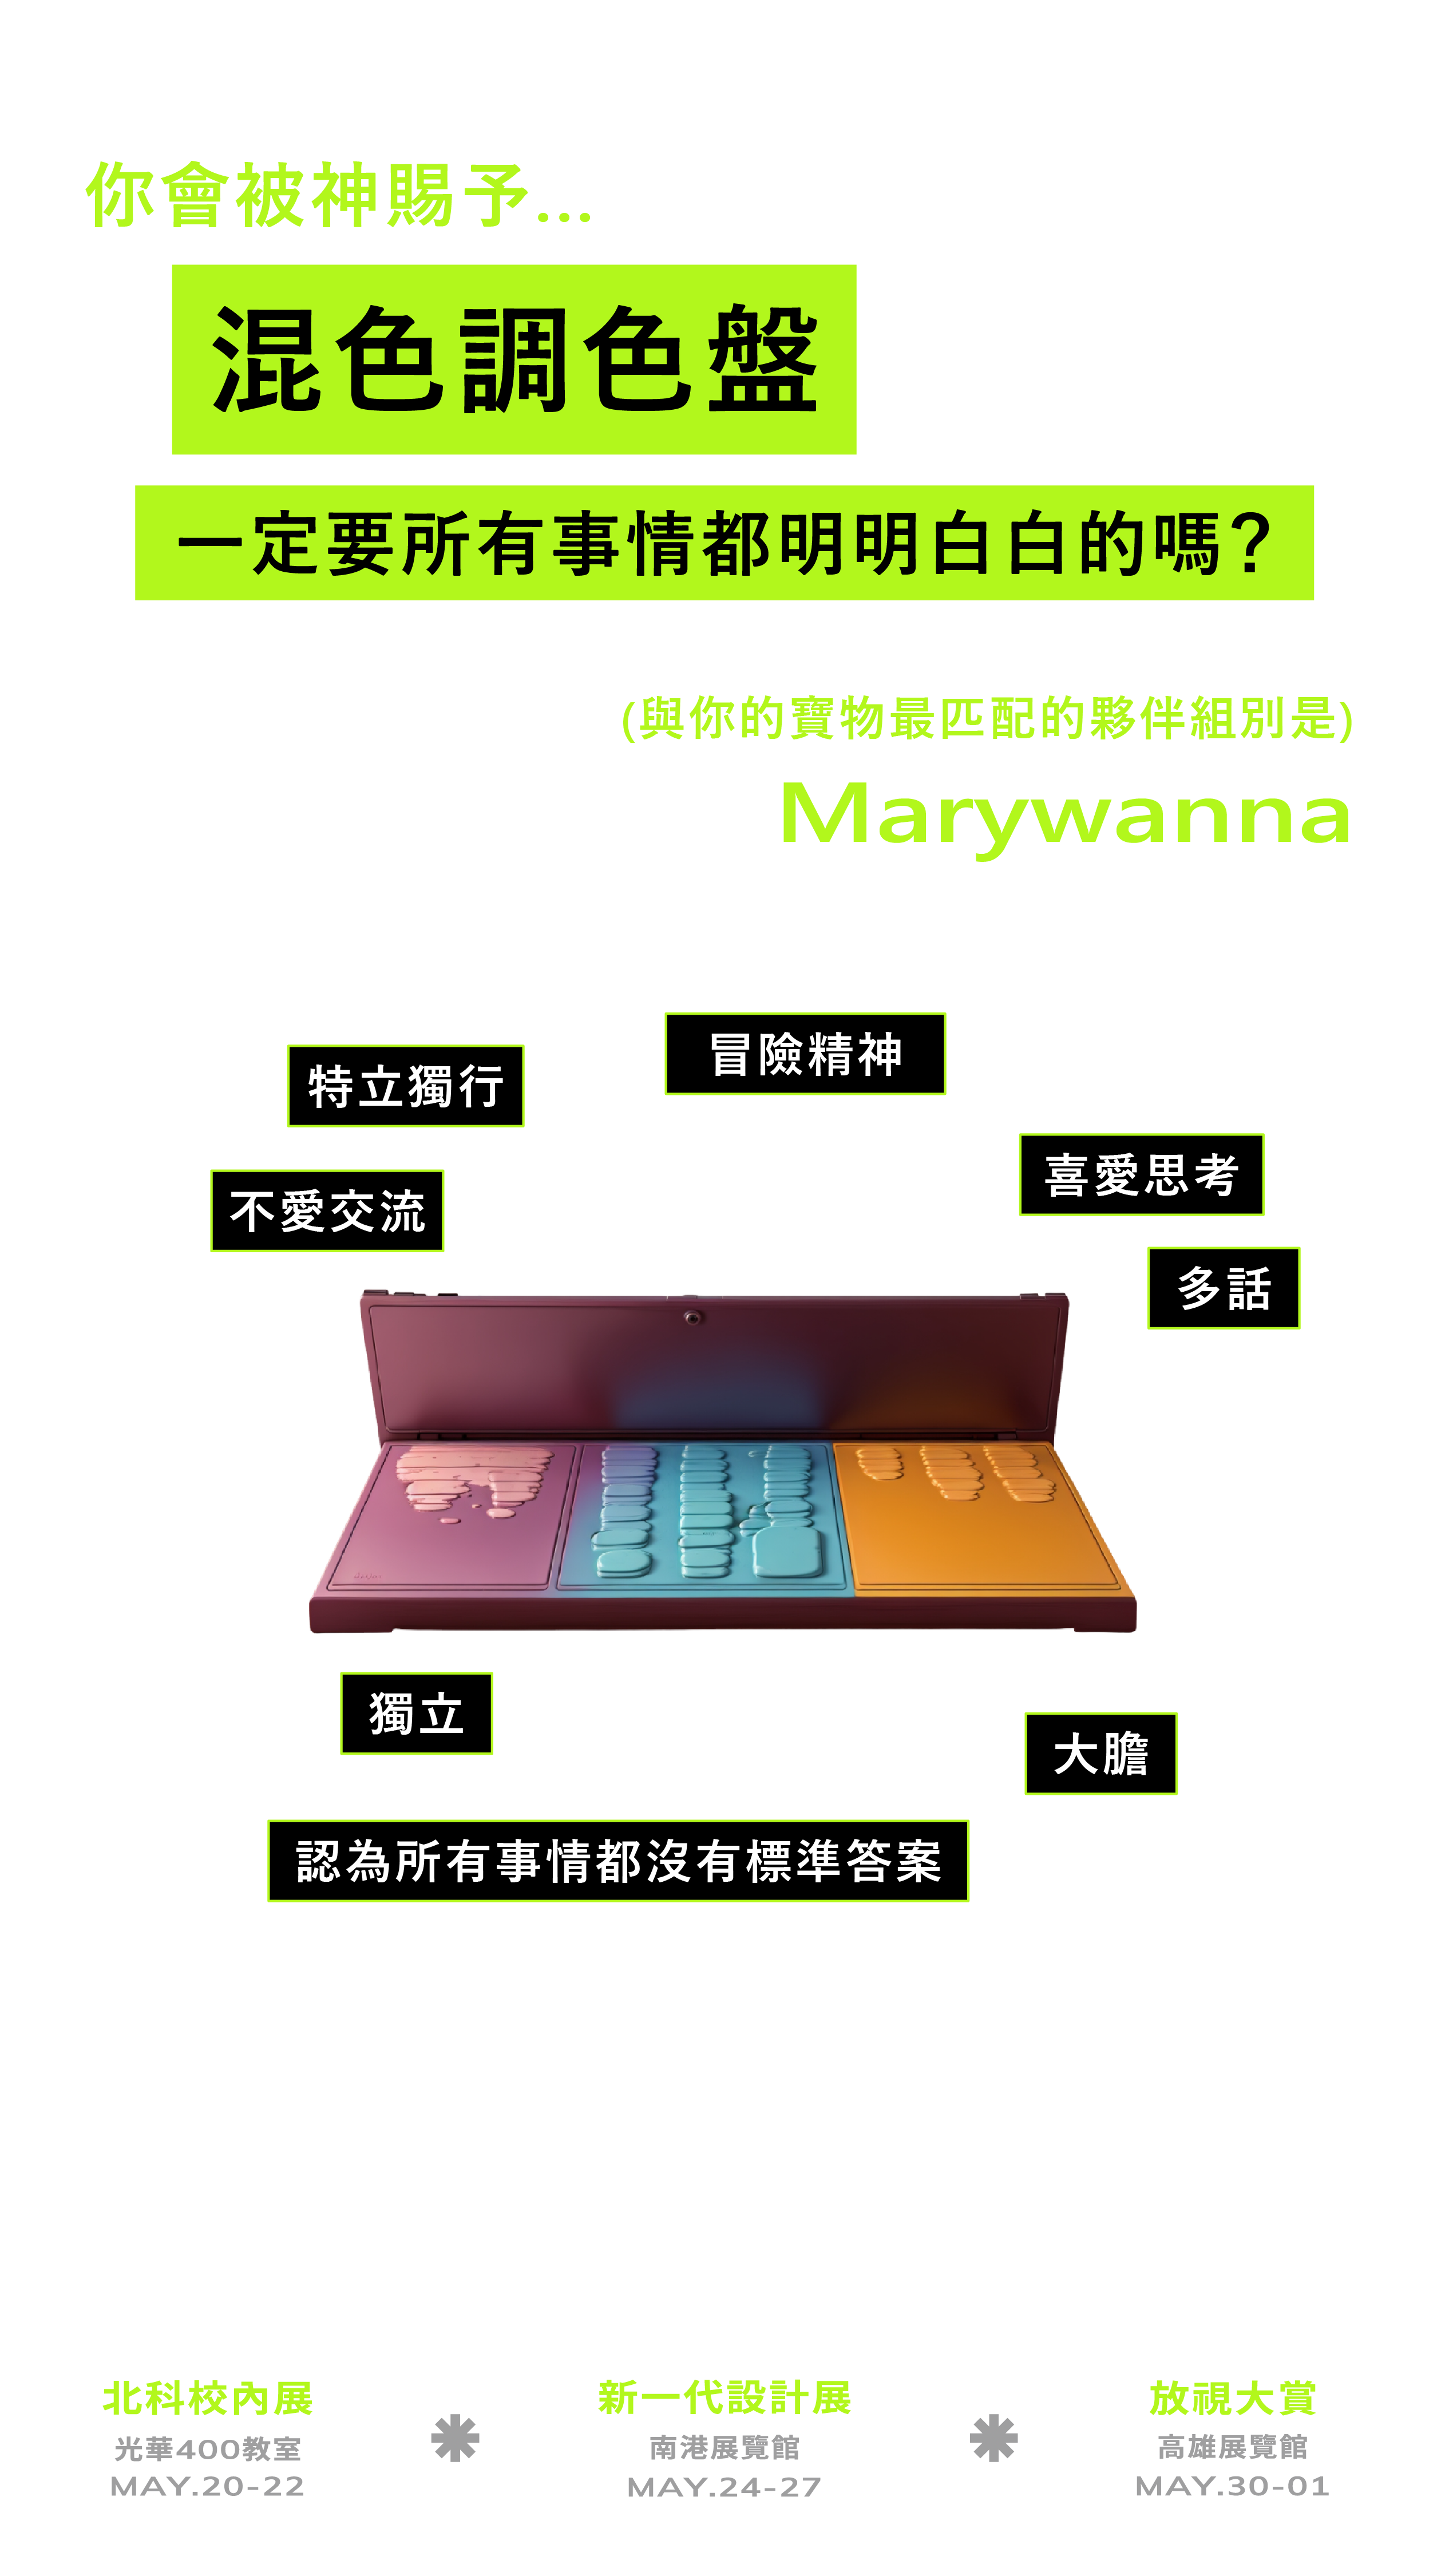 你會被神賜予...
混色調色盤
一定要所有事情都明明白白的嗎?
(與你的寶物最匹配的夥伴組別是)
Marywanna
冒險精神
特立獨行
喜愛思考
不愛交流
多話
獨立
大膽
認為所有事情都沒有標準答案
北科校內展
光華400教室
MAY.20-22
新一代設計展
南港展覽館
MAY.24-27
放視大賞
高雄展覽館
MAY.30-01